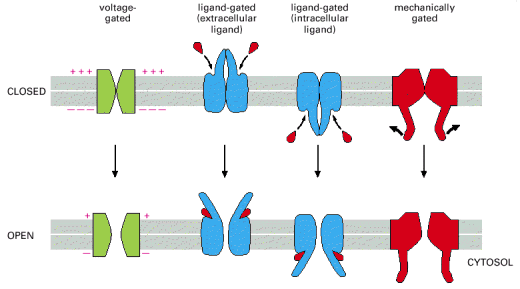 voltage-
gated
ligand-gated
(extracellular
ligand)
ligand-gated
(intracellular
ligand)
mechanically
gated
+++ +++
CLOSED
––– –––
+ +
OPEN
– –
CYTOSOL